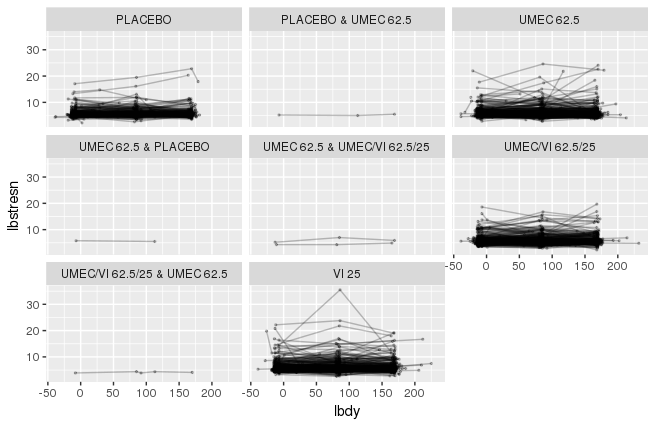 PLACEBO PLACEBO & UMEC 62.5 UMEC 62.5
30
20
10
UMEC 62.5 & PLACEBO UMEC 62.5 & UMEC/VI 62.5/25 UMEC/VI 62.5/25
30
20
10
-50 0 50 100 150 200
UMEC/VI 62.5/25 & UMEC 62.5 VI 25
30
20
10
-50 0 50 100 150 200 -50 0 50 100 150 200
lbstresn
lbdy